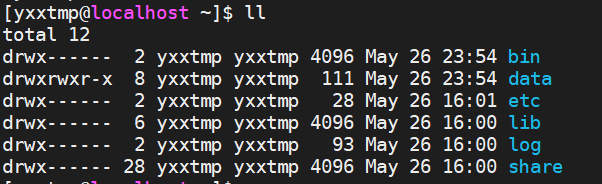 [yxxtmp@localhost ~]$ ll
total 12
drwx------  2 yxxtmp yxxtmp 4096 May 26 23:54 bin
drwxrwxr-x  8 yxxtmp yxxtmp  111 May 26 23:54 data
drwx------  2 yxxtmp yxxtmp   28 May 26 16:01 etc
drwx------  6 yxxtmp yxxtmp 4096 May 26 16:00 lib
drwx------  2 yxxtmp yxxtmp   93 May 26 16:00 log
drwx------ 28 yxxtmp yxxtmp 4096 May 26 16:00 share